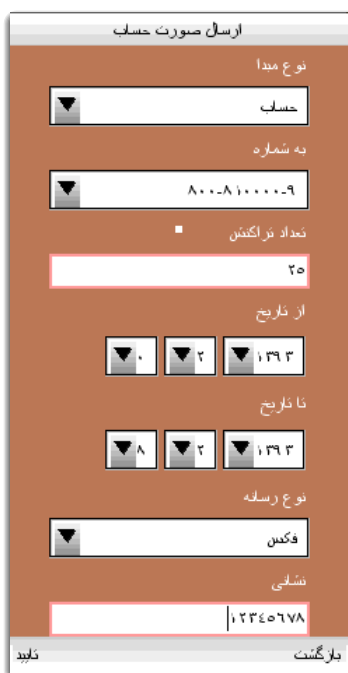 ارسال صورت حساب
نوع مبدا
حساب
به شماره
۸۰۰-۸۱۰۰۰۰-۹
تعداد تراکنش
۲۵
از تاریخ
۱۳۹۳ ۲ ۰
تا تاریخ
۱۳۹۳ ۲ ۸
نوع رسانه
فکس
نشانی
۱۲۳٤۵٦۷۸
بازگشت تایید